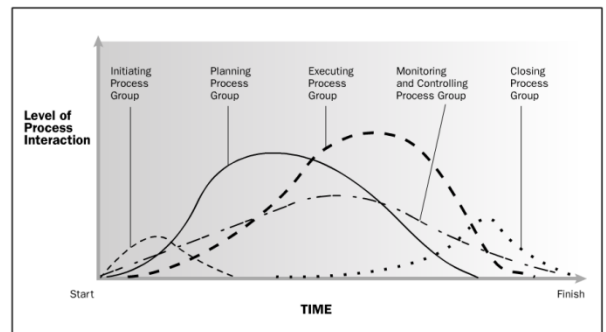 Initiating
Process
Group
Planning
Process
Group
Executing
Process
Group
Monitoring
and Controlling
Process Group
Closing
Process
Group
Level of
Process
Interaction
Start
Finish
TIME